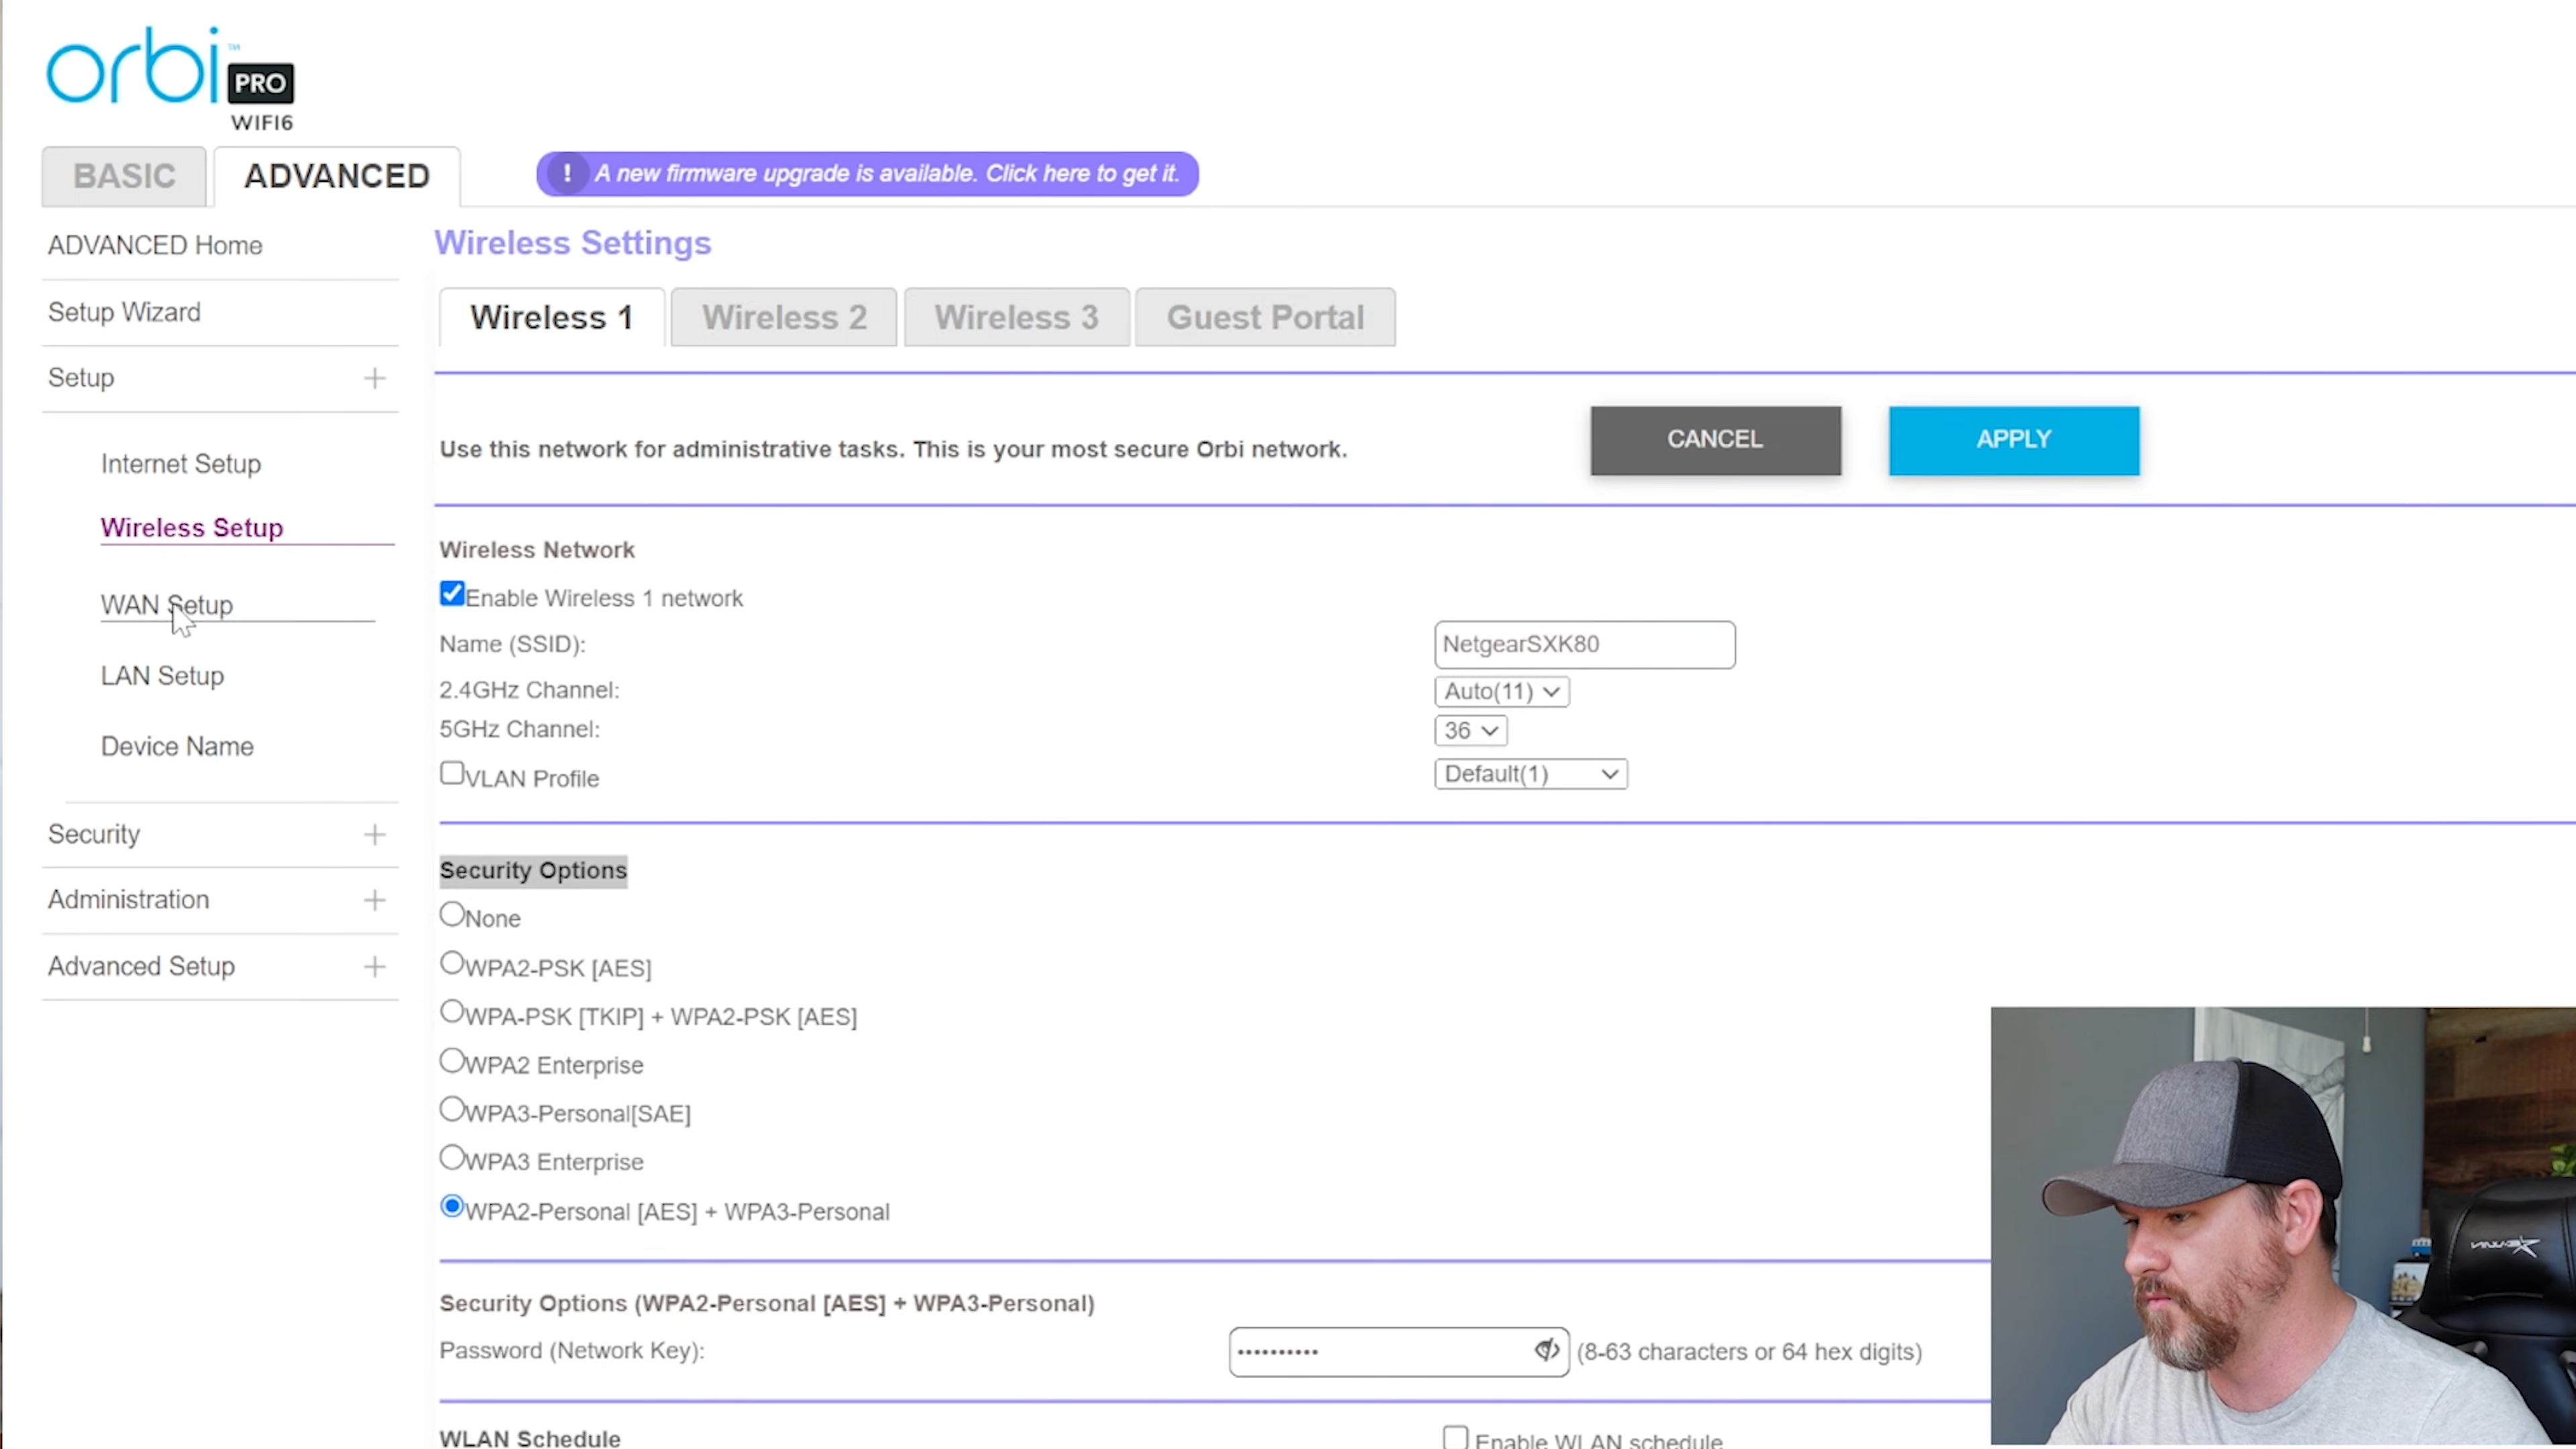 orbi™ PRO
WIFI6
BASIC
ADVANCED
! A new firmware upgrade is available. Click here to get it.
ADVANCED Home
Setup Wizard
Setup +
Internet Setup
Wireless Setup
WAN Setup
LAN Setup
Device Name
Security +
Administration +
Advanced Setup +
Wireless Settings
Wireless 1
Wireless 2
Wireless 3
Guest Portal
Use this network for administrative tasks. This is your most secure Orbi network.
CANCEL
APPLY
Wireless Network
Enable Wireless 1 network
Name (SSID): NetgearSXK80
2.4GHz Channel: Auto(11)
5GHz Channel: 36
VLAN Profile Default(1)
Security Options
None
WPA2-PSK [AES]
WPA-PSK [TKIP] + WPA2-PSK [AES]
WPA2 Enterprise
WPA3-Personal[SAE]
WPA3 Enterprise
WPA2-Personal [AES] + WPA3-Personal
Security Options (WPA2-Personal [AES] + WPA3-Personal)
Password (Network Key): •••••••••• (8-63 characters or 64 hex digits)
WLAN Schedule Enable WLAN schedule